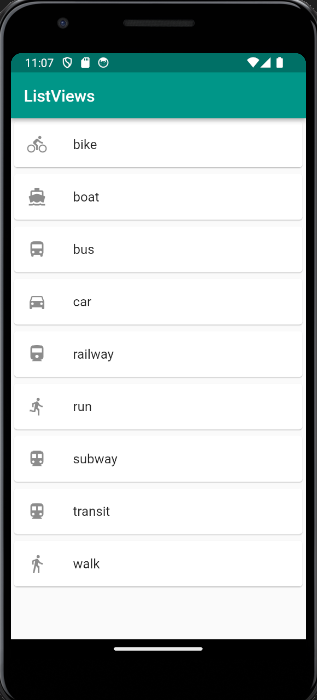 11:07
ListViews
bike
boat
bus
car
railway
run
subway
transit
walk